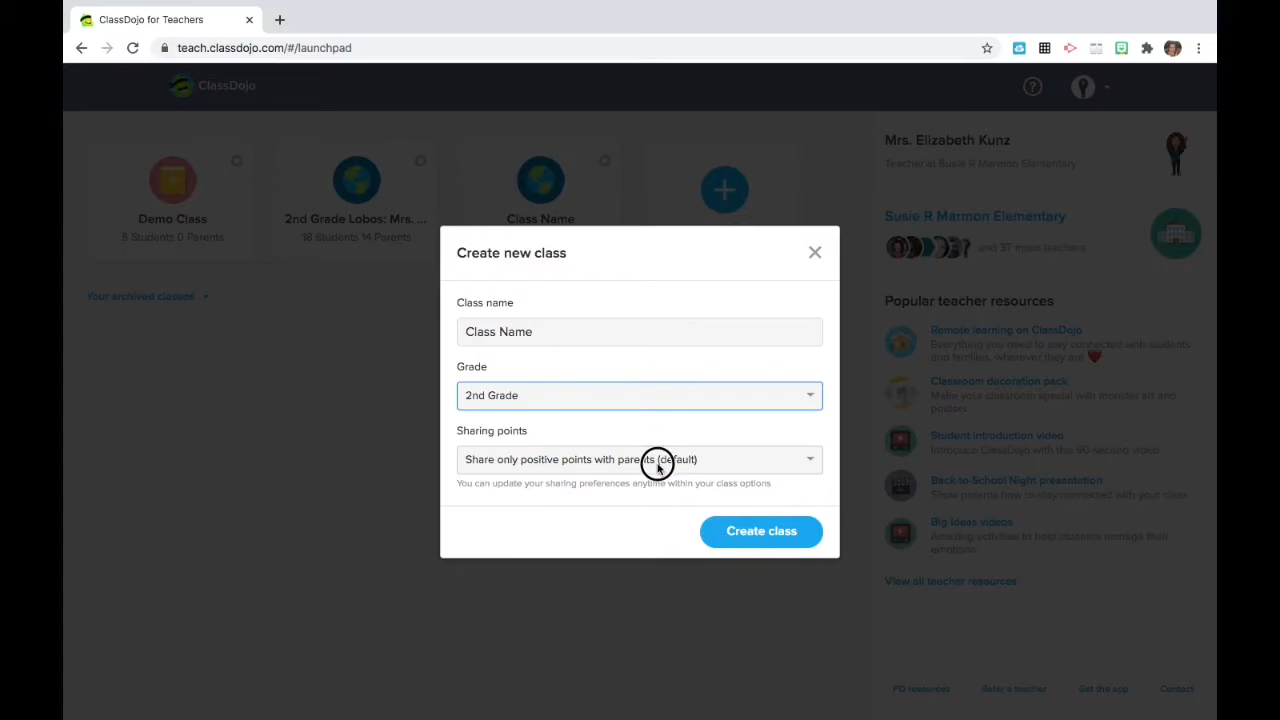 ClassDojo for Teachers
teach.classdojo.com/#/launchpad
ClassDojo
Demo Class
5 Students 0 Parents
2nd Grade Lobos: Mrs. ...
18 Students 14 Parents
Class Name
Create new class
Class name
Class Name
Grade
2nd Grade
Sharing points
Share only positive points with parents (default)
You can update your sharing preferences anytime within your class options
Create class
Your archived classes
Mrs. Elizabeth Kunz
Teacher at Susie R Marmon Elementary
Susie R Marmon Elementary
and 37 more teachers
Popular teacher resources
Remote learning on ClassDojo
Everything you need to stay connected with students
and families, wherever they are
Classroom decoration pack
Make your classroom special with monster art and
posters
Student introduction video
Introduce ClassDojo with this 90-second video
Back-to-School Night presentation
Show parents how to stay connected with your class
Big Ideas videos
Amazing activities to help students manage their
emotions
View all teacher resources
PD resources
Refer a teacher
Get the app
Contact